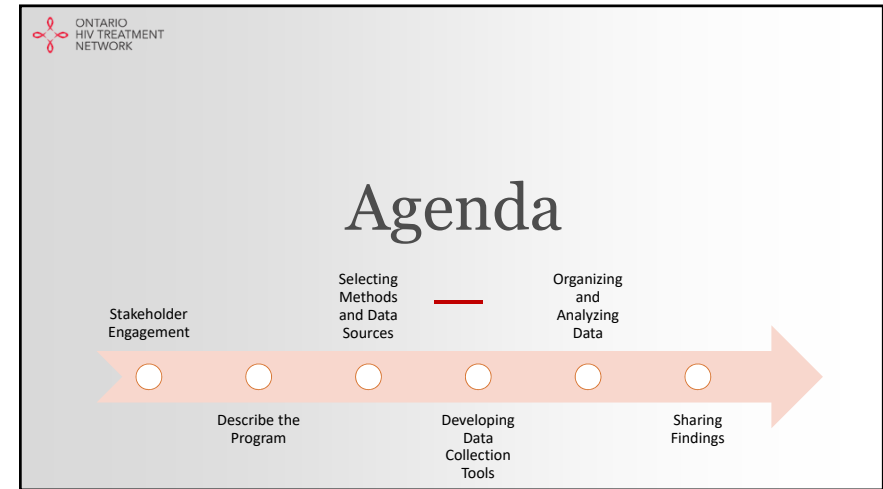 ONTARIO
HIV TREATMENT
NETWORK
Agenda
Stakeholder
Engagement
Describe the
Program
Selecting
Methods
and Data
Sources
Developing
Data
Collection
Tools
Organizing
and
Analyzing
Data
Sharing
Findings